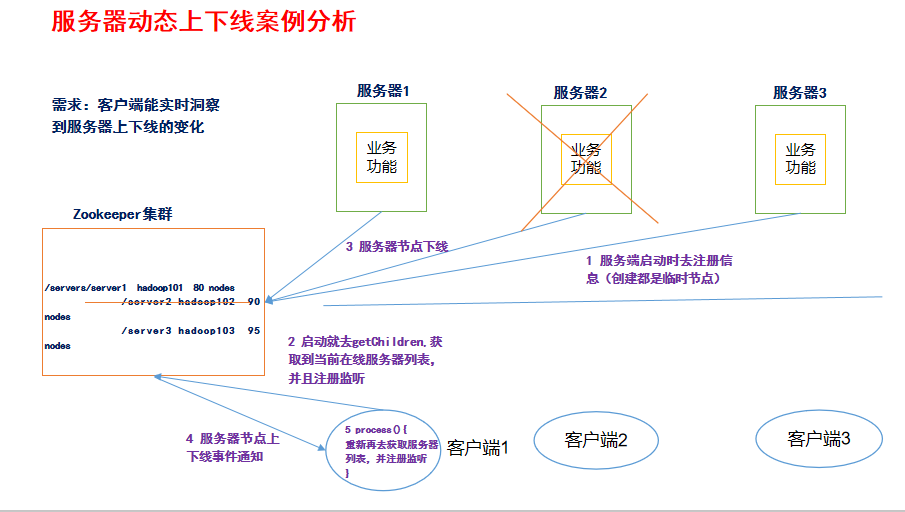 服务器动态上下线案例分析
需求：客户端能实时洞察
到服务器上下线的变化
服务器1
服务器2
服务器3
业务
功能
业务
功能
业务
功能
Zookeeper集群
3 服务器节点下线
1 服务端启动时去注册信
息（创建都是临时节点）
/servers/server1 hadoop101 80 nodes
/server2 hadoop102 90
nodes
/server3 hadoop103 95
nodes
2 启动就去getChildren,获
取到当前在线服务器列表，
并且注册监听
4 服务器节点上
下线事件通知
5 process(){
重新再去获取服务器
列表，并注册监听
}
客户端1
客户端2
客户端3